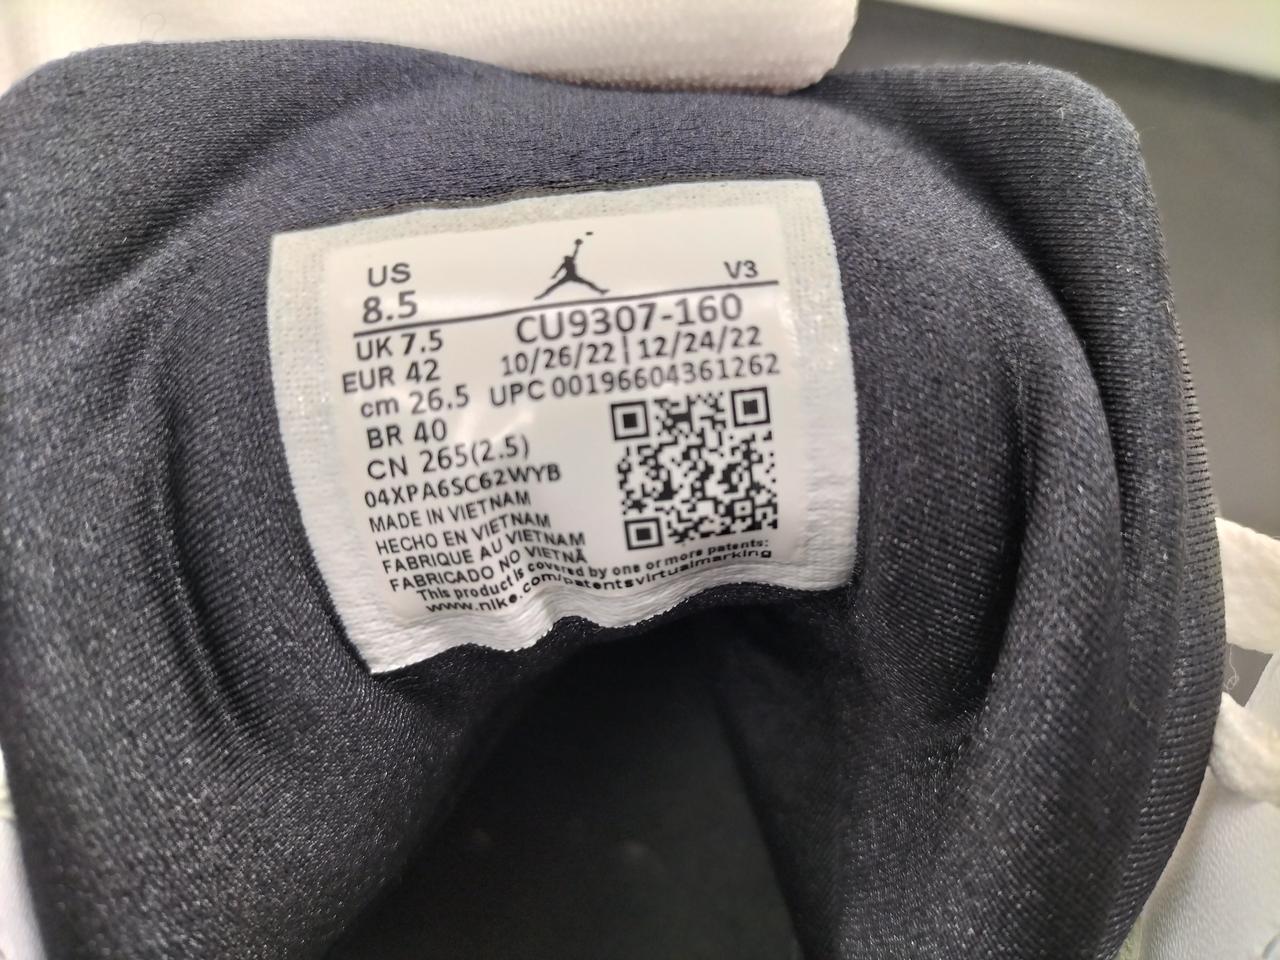 US
8.5
V3
UK 7.5
EUR 42
cm 26.5
BR 40
CN 265(2.5)
CU9307-160
10/26/22 | 12/24/22
UPC 00196604361262
04XPA6SC62WYB
MADE IN VIETNAM
HECHO EN VIETNAM
FABRIQUE AU VIETNAM
FABRICADO NO VIETNÃ
This product is covered by one or more patents:
www.nike.com/patentsvirtualmarking